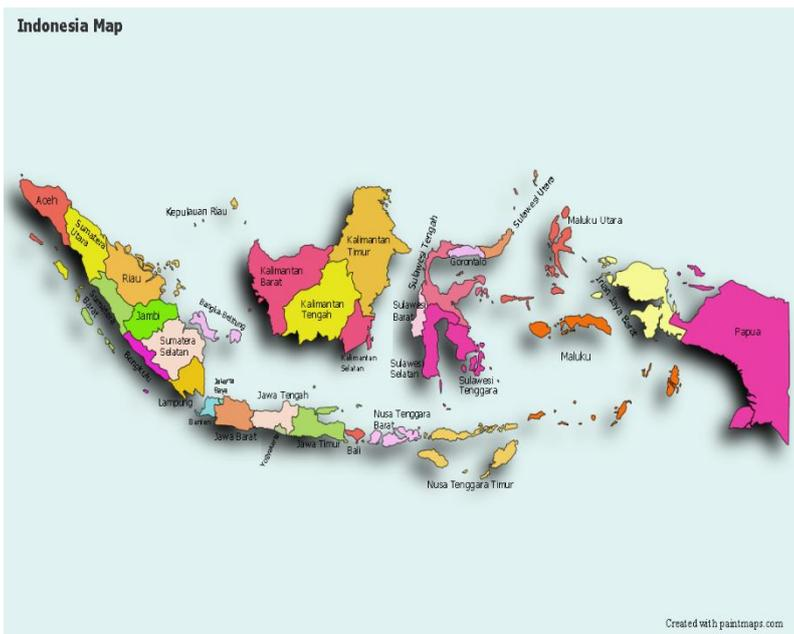 Indonesia Map
Aceh
Sumatera
Utara
Kepulauan Riau
Riau
Sumatera
Barat
Jambi
Bangka-Belitung
Sumatera
Selatan
Bengkulu
Lampung
Jakarta
Raya
Banten
Jawa Barat
Jawa Tengah
Yogyakarta
Jawa Timur
Bali
Nusa Tenggara
Barat
Nusa Tenggara Timur
Kalimantan
Barat
Kalimantan
Tengah
Kalimantan
Timur
Kalimantan
Selatan
Sulawesi Tengah
Gorontalo
Sulawesi Utara
Sulawesi
Barat
Sulawesi
Selatan
Sulawesi
Tenggara
Maluku Utara
Maluku
Irian Jaya Barat
Papua
Created with paintmaps.com